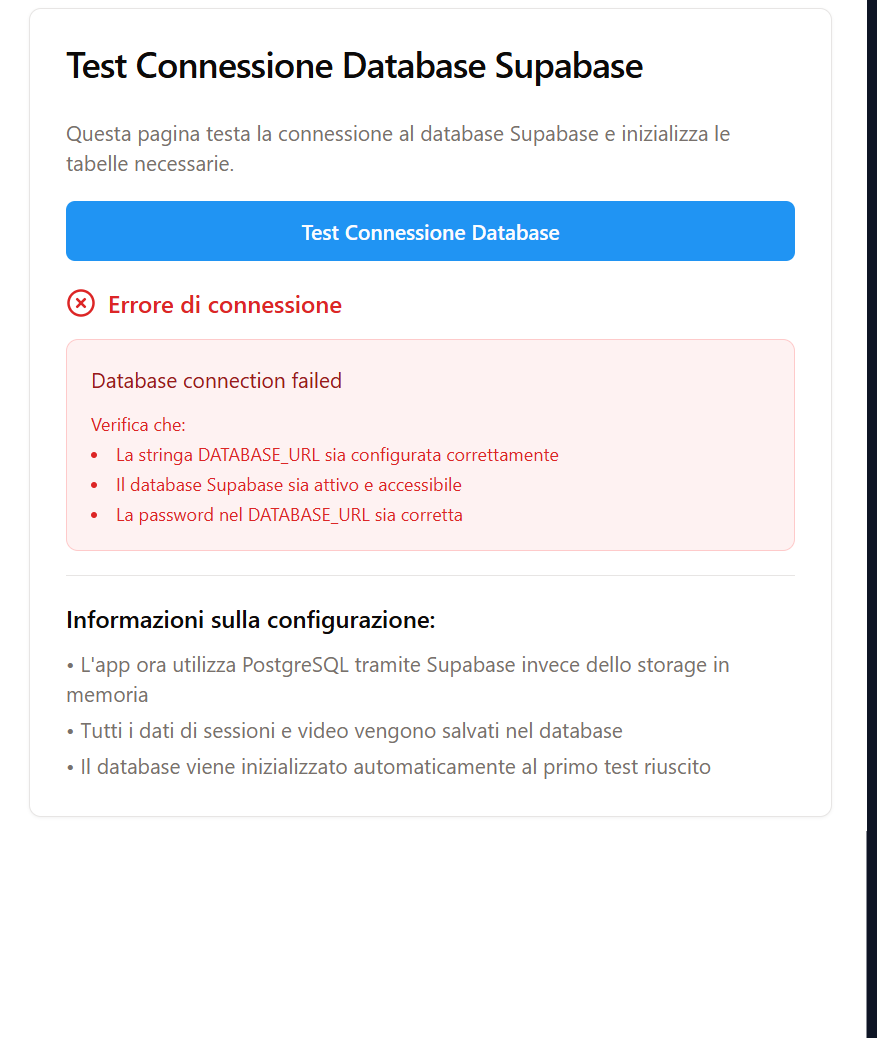 Test Connessione Database Supabase
Questa pagina testa la connessione al database Supabase e inizializza le
tabelle necessarie.
Test Connessione Database
Errore di connessione
Database connection failed
Verifica che:
• La stringa DATABASE_URL sia configurata correttamente
• Il database Supabase sia attivo e accessibile
• La password nel DATABASE_URL sia corretta
Informazioni sulla configurazione:
• L'app ora utilizza PostgreSQL tramite Supabase invece dello storage in
memoria
• Tutti i dati di sessioni e video vengono salvati nel database
• Il database viene inizializzato automaticamente al primo test riuscito